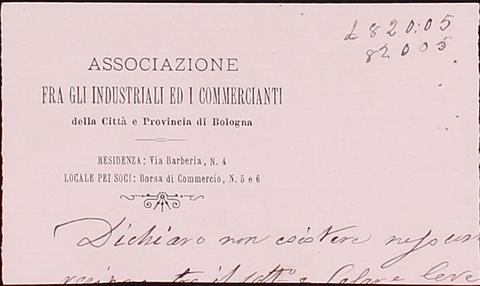 £ 820:05
82005
ASSOCIAZIONE
FRA GLI INDUSTRIALI ED I COMMERCIANTI
della Città e Provincia di Bologna
RESIDENZA: Via Barberia, N. 4
LOCALE PEI SOCI: Borsa di Commercio, N. 5 e 6
Dichiaro non esistere nessun